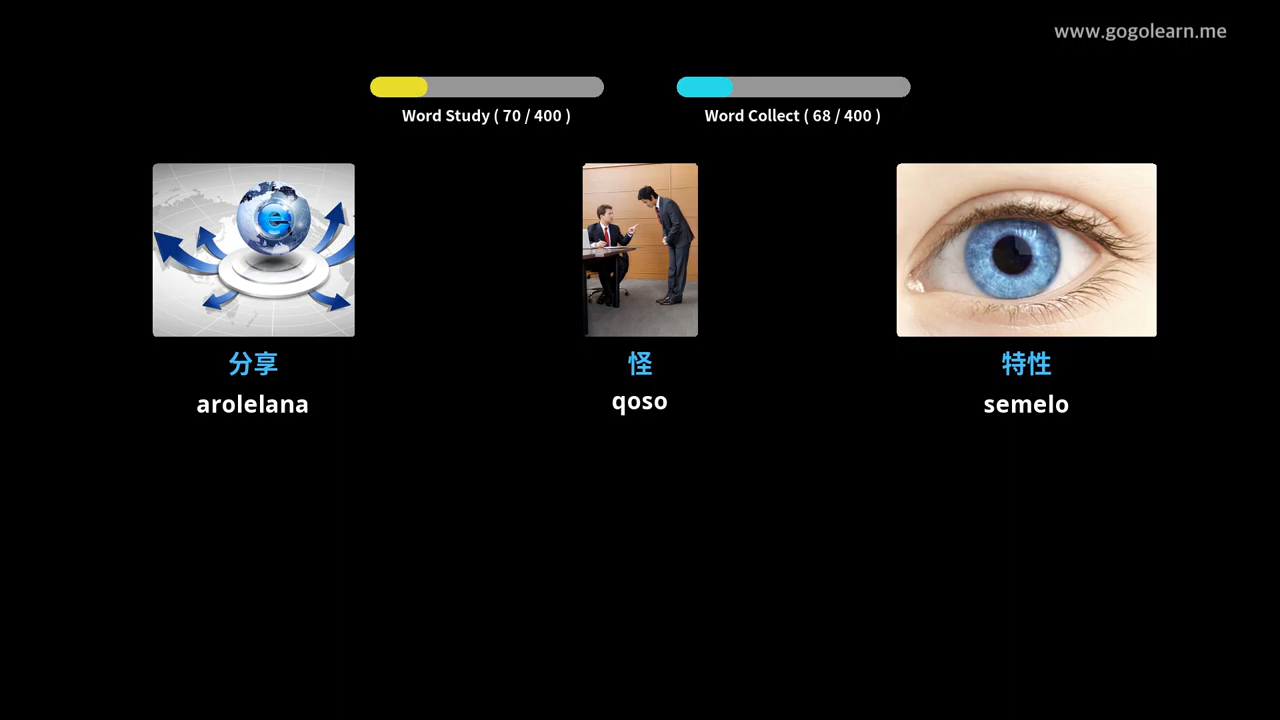 www.gogolearn.me
Word Study ( 70 / 400 )
Word Collect ( 68 / 400 )
e
分享
怪
特性
arolelana
qoso
semelo